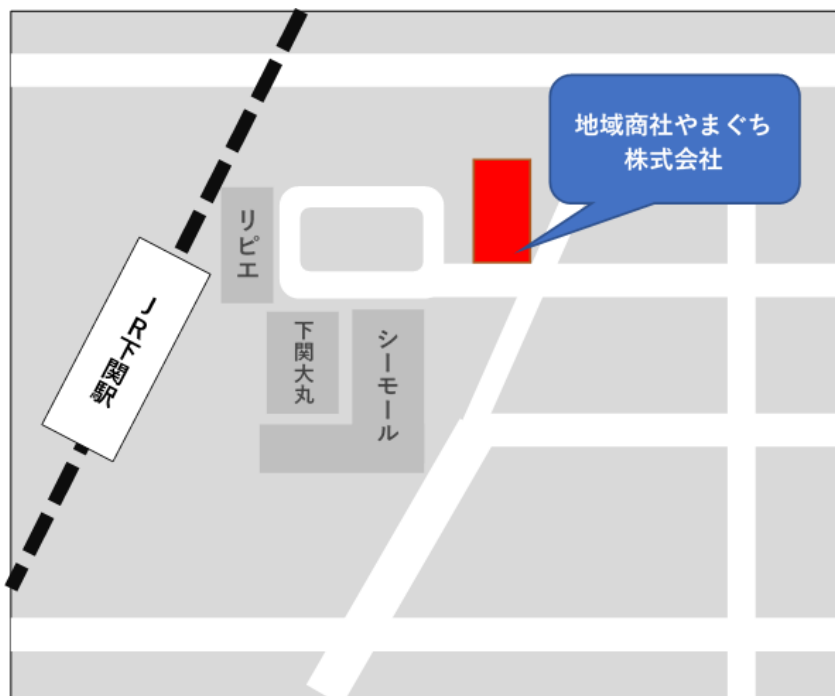 地域商社やまぐち
株式会社
リピエ
JR下関駅
下関大丸
シーモール